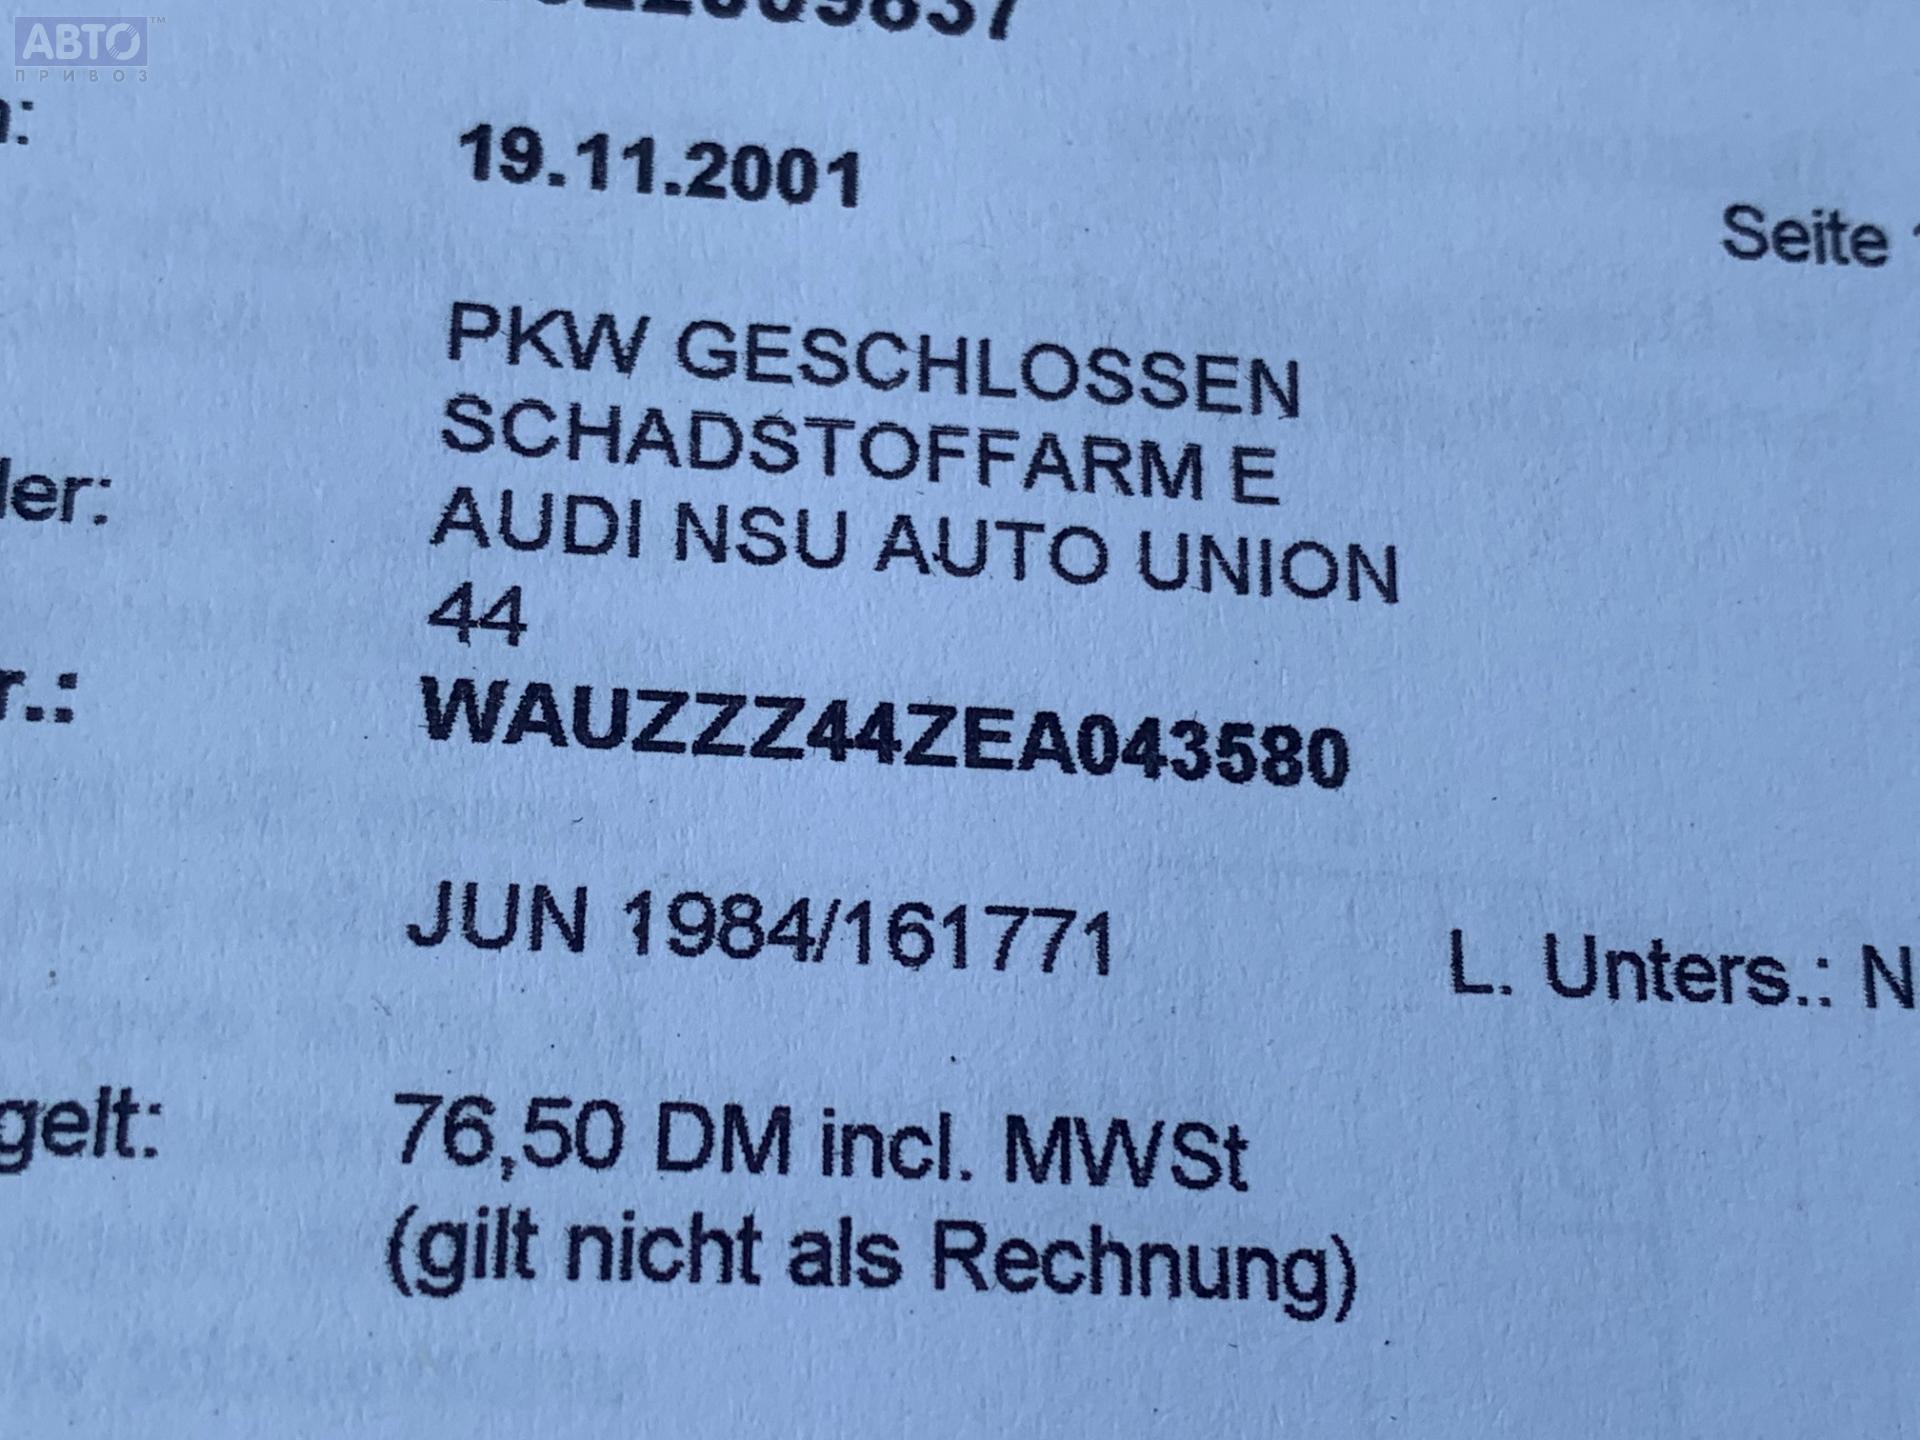 АВТО™
ПРИВОЗ
19.11.2001
Seite
PKW GESCHLOSSEN
SCHADSTOFFARM E
ler: AUDI NSU AUTO UNION
44
r.: WAUZZZ44ZEA043580
JUN 1984/161771 L. Unters.: N
gelt: 76,50 DM incl. MWSt
(gilt nicht als Rechnung)